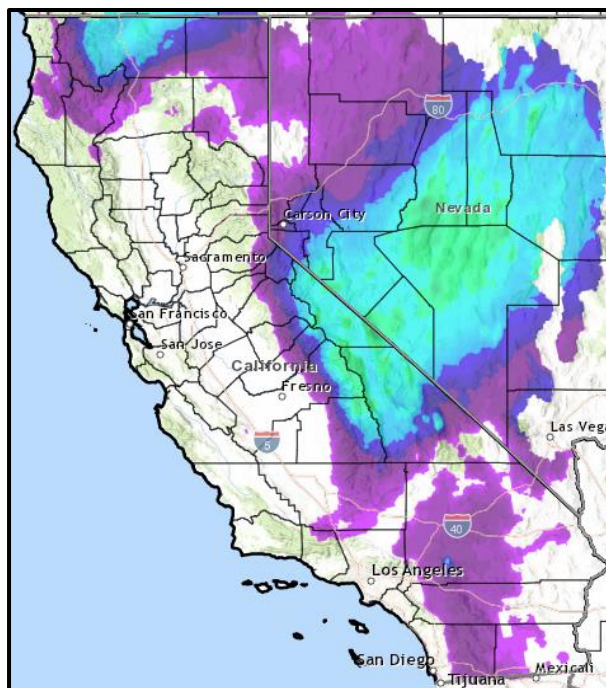 80
Nevada
Carson City
Sacramento
San Francisco
San Jose
California
Fresno
5
Las Vega
40
Los Angeles
San Diego
Tijuana
Mexicali